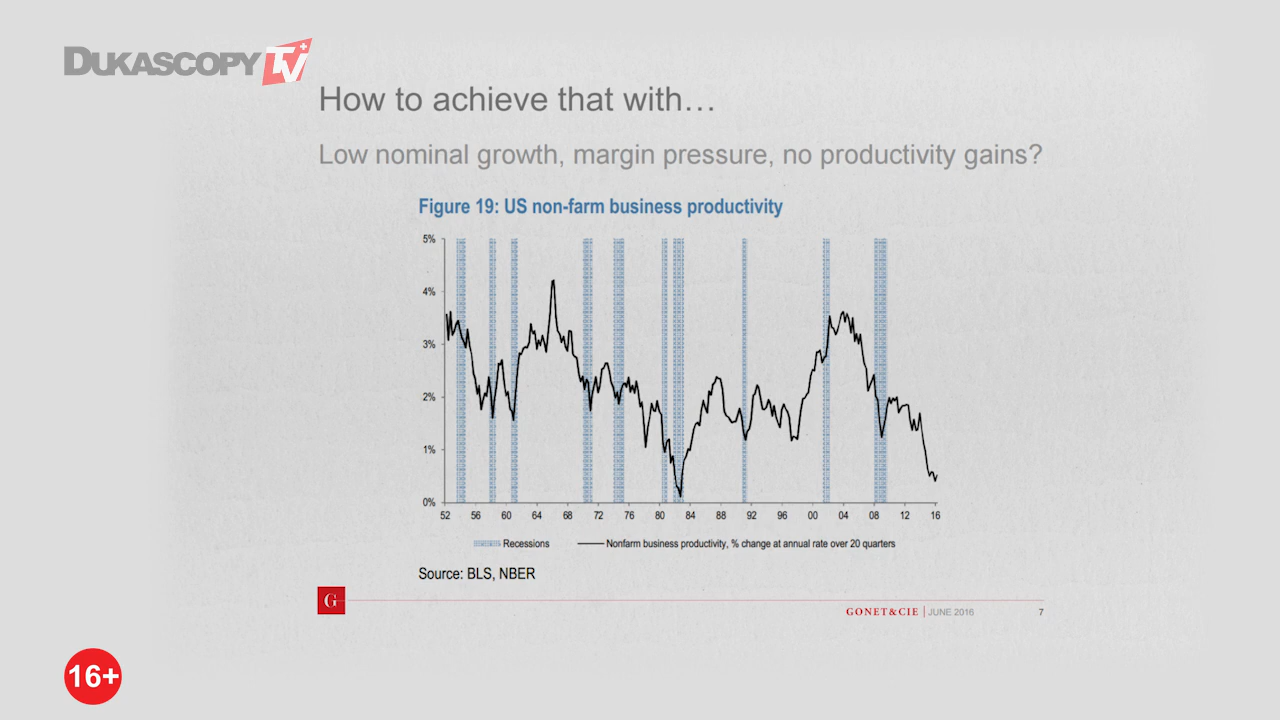 DUKASCOPY TV
How to achieve that with…
Low nominal growth, margin pressure, no productivity gains?
Figure 19: US non-farm business productivity
5%
4%
3%
2%
1%
0%
52 56 60 64 68 72 76 80 84 88 92 96 00 04 08 12 16
Recessions Nonfarm business productivity, % change at annual rate over 20 quarters
Source: BLS, NBER
G
GONET&CIE | JUNE 2016 7
16+